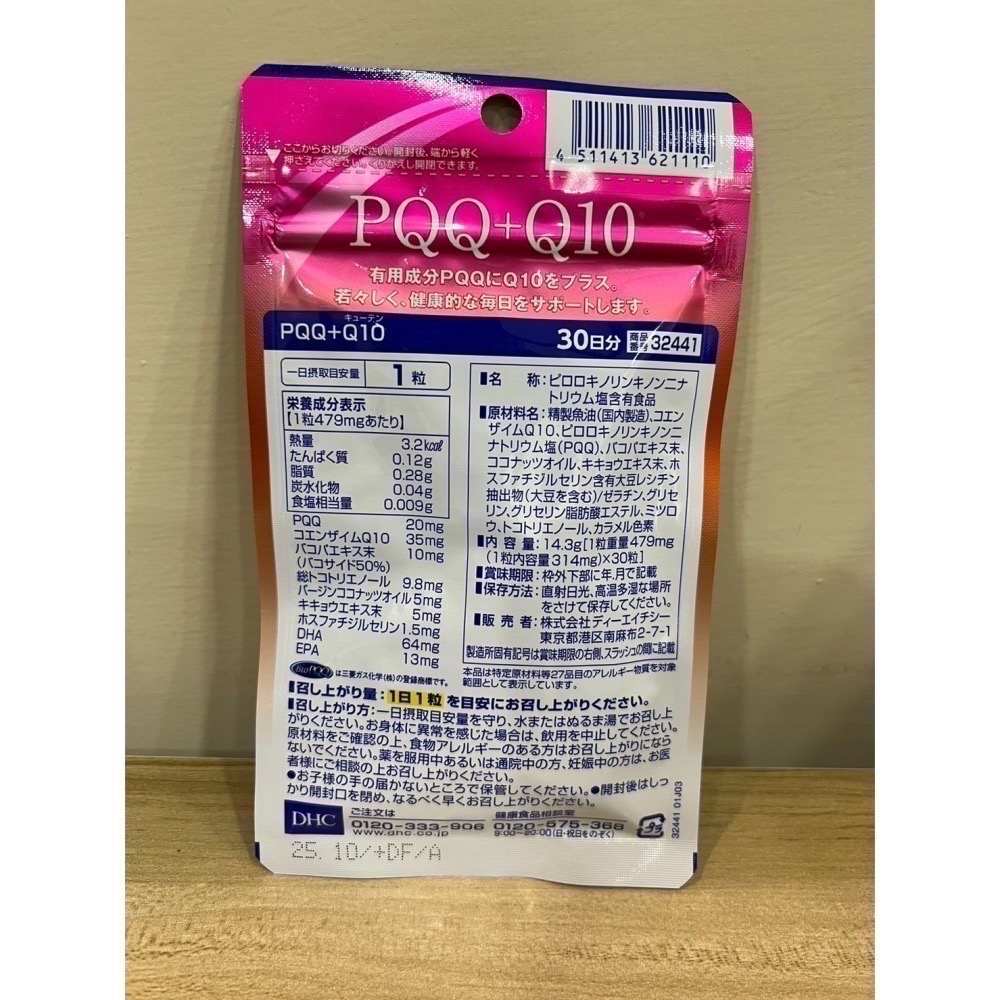 4 511413 621110
ここからお切りください。開封後、端から軽く
押さえてください。くりかえし開閉できます。
PQQ+Q10
有用成分PQQにQ10をプラス。
若々しく、健康的な毎日をサポートします。
キューテン
PQQ+Q10
30日分 商品番号 32441
一日摂取目安量 1粒
栄養成分表示
【1粒479mgあたり】
熱量 3.2kcal
たんぱく質 0.12g
脂質 0.28g
炭水化物 0.04g
食塩相当量 0.009g
PQQ 20mg
コエンザイムQ10 35mg
バコパエキス末 10mg
(バコサイド50%)
総トコトリエノール 9.8mg
バージンココナッツオイル 5mg
キキョウエキス末 5mg
ホスファチジルセリン 1.5mg
DHA 64mg
EPA 13mg
bioPQQは三菱ガス化学(株)の登録商標です。
■名 称:ピロロキノリンキノンニナ
トリウム塩含有食品
■原材料名:精製魚油(国内製造)、コエン
ザイムQ10、ピロロキノリンキノンニ
ナトリウム塩(PQQ)、バコパエキス末、
ココナッツオイル、キキョウエキス末、ホ
スファチジルセリン含有大豆レシチン
抽出物(大豆を含む)/ゼラチン、グリセ
リン、グリセリン脂肪酸エステル、ミツロ
ウ、トコトリエノール、カラメル色素
■内 容 量:14.3g[1粒重量479mg
(1粒内容量314mg)×30粒]
■賞味期限:枠外下部に年.月で記載
■保存方法:直射日光、高温多湿な場所
をさけて保存してください。
■販 売 者:株式会社ディーエイチシー
東京都港区南麻布2-7-1
製造所固有記号は賞味期限の右側、スラッシュの間に記載
本品は特定原材料等27品目のアレルギー物質を対象
範囲として表示しています。
■召し上がり量:1日1粒を目安にお召し上がりください。
■召し上がり方:一日摂取目安量を守り、水またはぬるま湯でお召し上
がりください。お身体に異常を感じた場合は、飲用を中止してください。
原材料をご確認の上、食物アレルギーのある方はお召し上がりになら
ないでください。薬を服用中あるいは通院中の方、妊娠中の方は、お医
者様にご相談の上お召し上がりください。
●お子様の手の届かないところで保管してください。●開封後はしっ
かり開封口を閉め、なるべく早くお召し上がりください。
DHC
ご注文は
0120-333-906
www.dhc.co.jp
健康食品相談室
0120-575-368
9:00~20:00(日・祝日をのぞく)
32441 01J03
25. 10/+DF/A